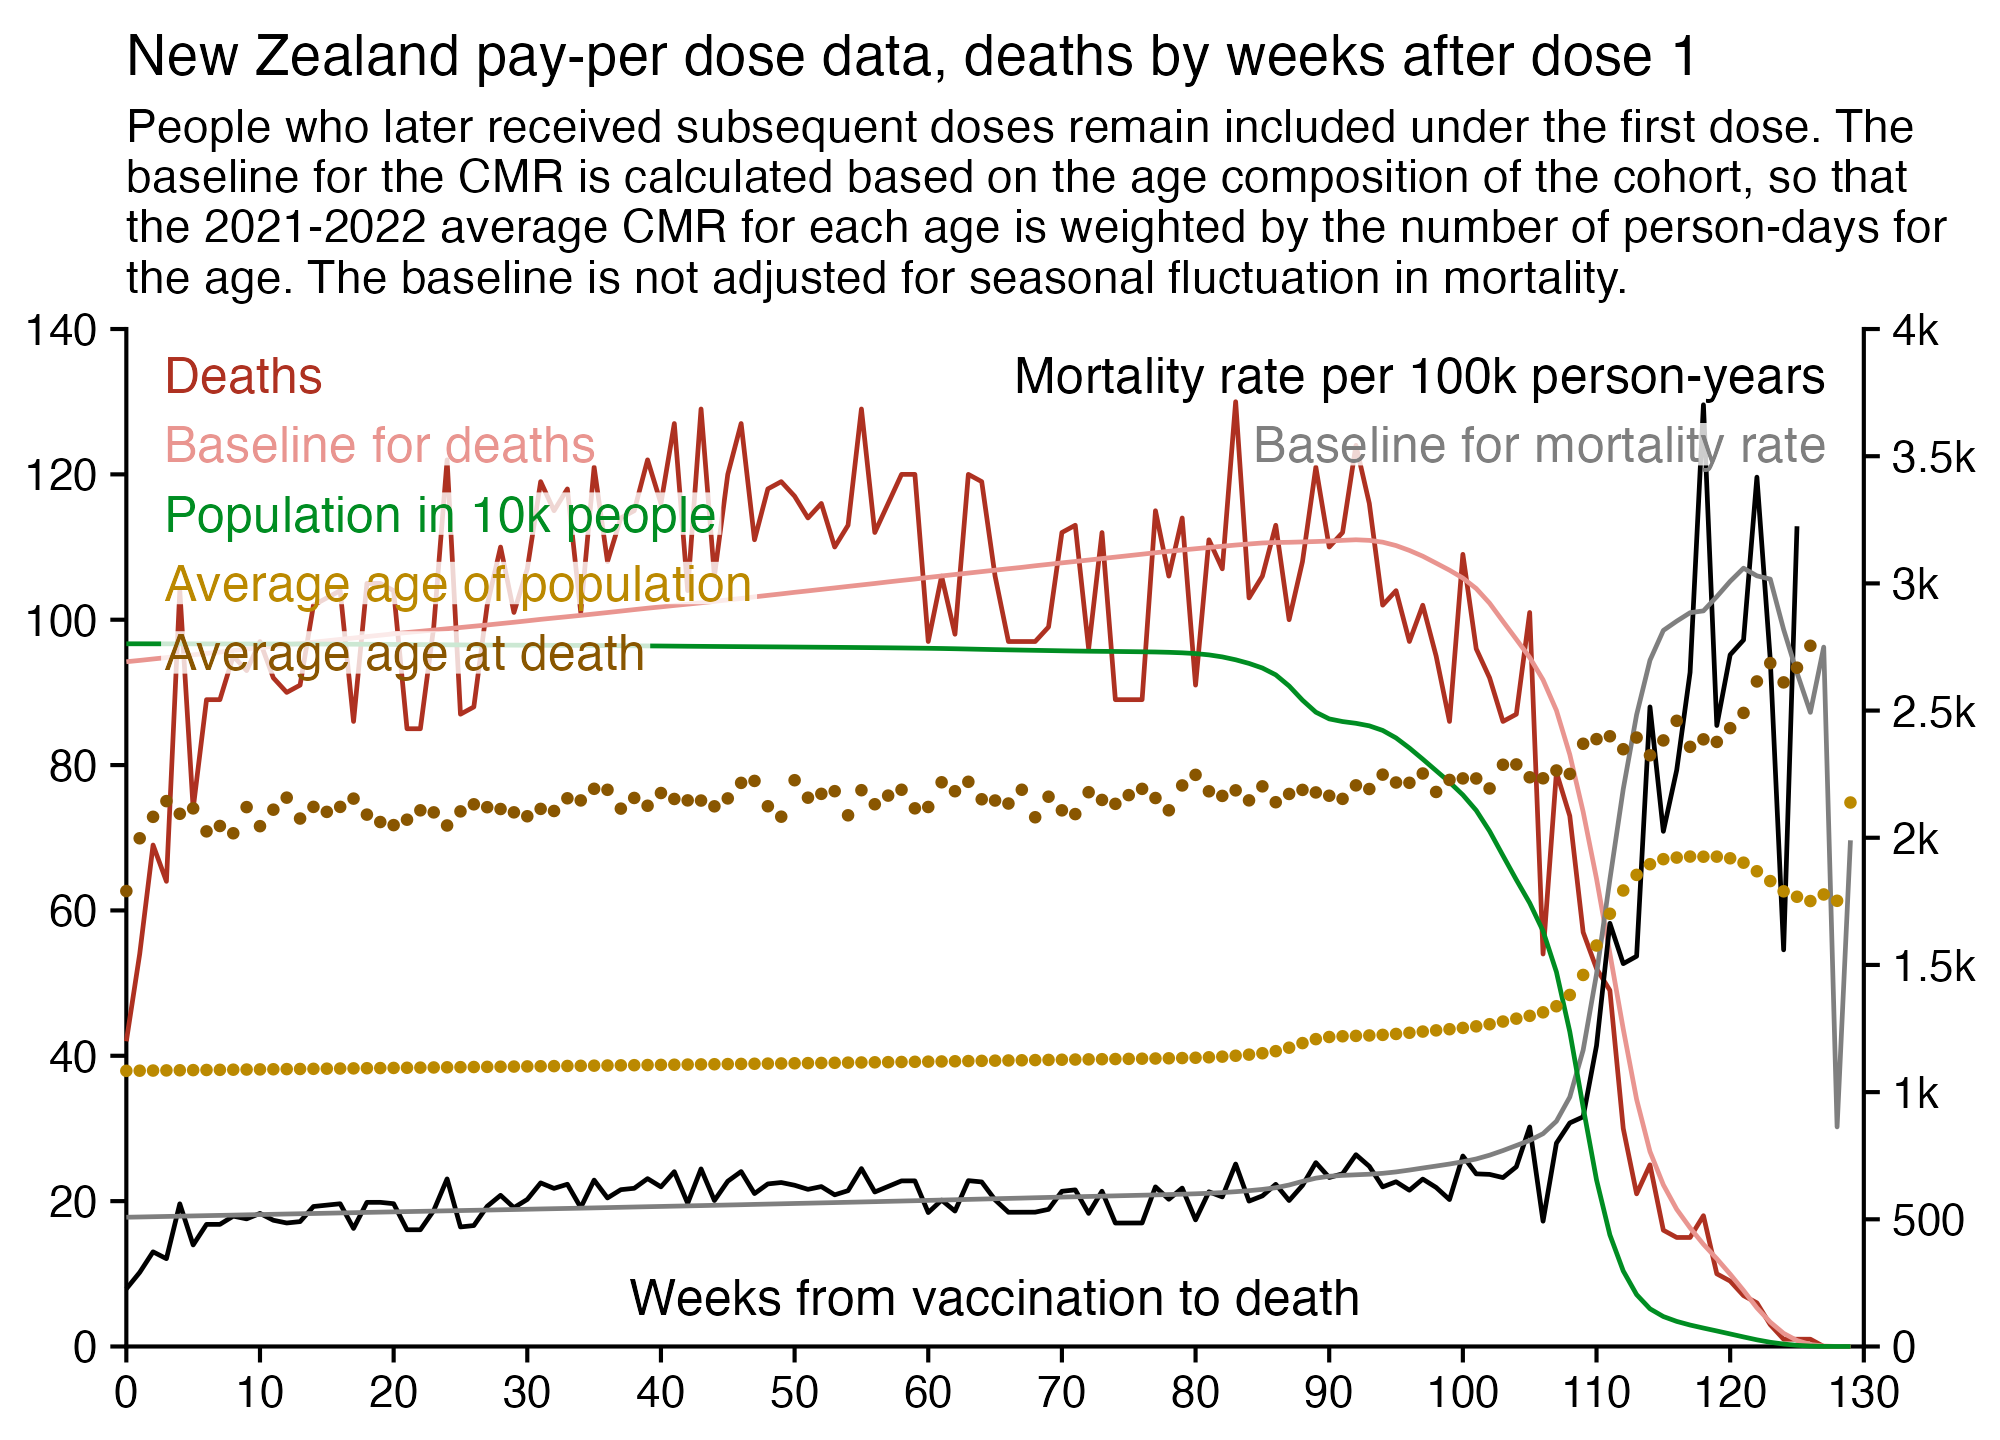 New Zealand pay-per dose data, deaths by weeks after dose 1
People who later received subsequent doses remain included under the first dose. The
baseline for the CMR is calculated based on the age composition of the cohort, so that
the 2021-2022 average CMR for each age is weighted by the number of person-days for
the age. The baseline is not adjusted for seasonal fluctuation in mortality.
140 4k
Deaths Mortality rate per 100k person-years
Baseline for deaths Baseline for mortality rate
120 3.5k
Population in 10k people
Average age of population 3k
100
Average age at death
2.5k
80
2k
60
1.5k
40
1k
20 500
Weeks from vaccination to death
0 0
0 10 20 30 40 50 60 70 80 90 100 110 120 130